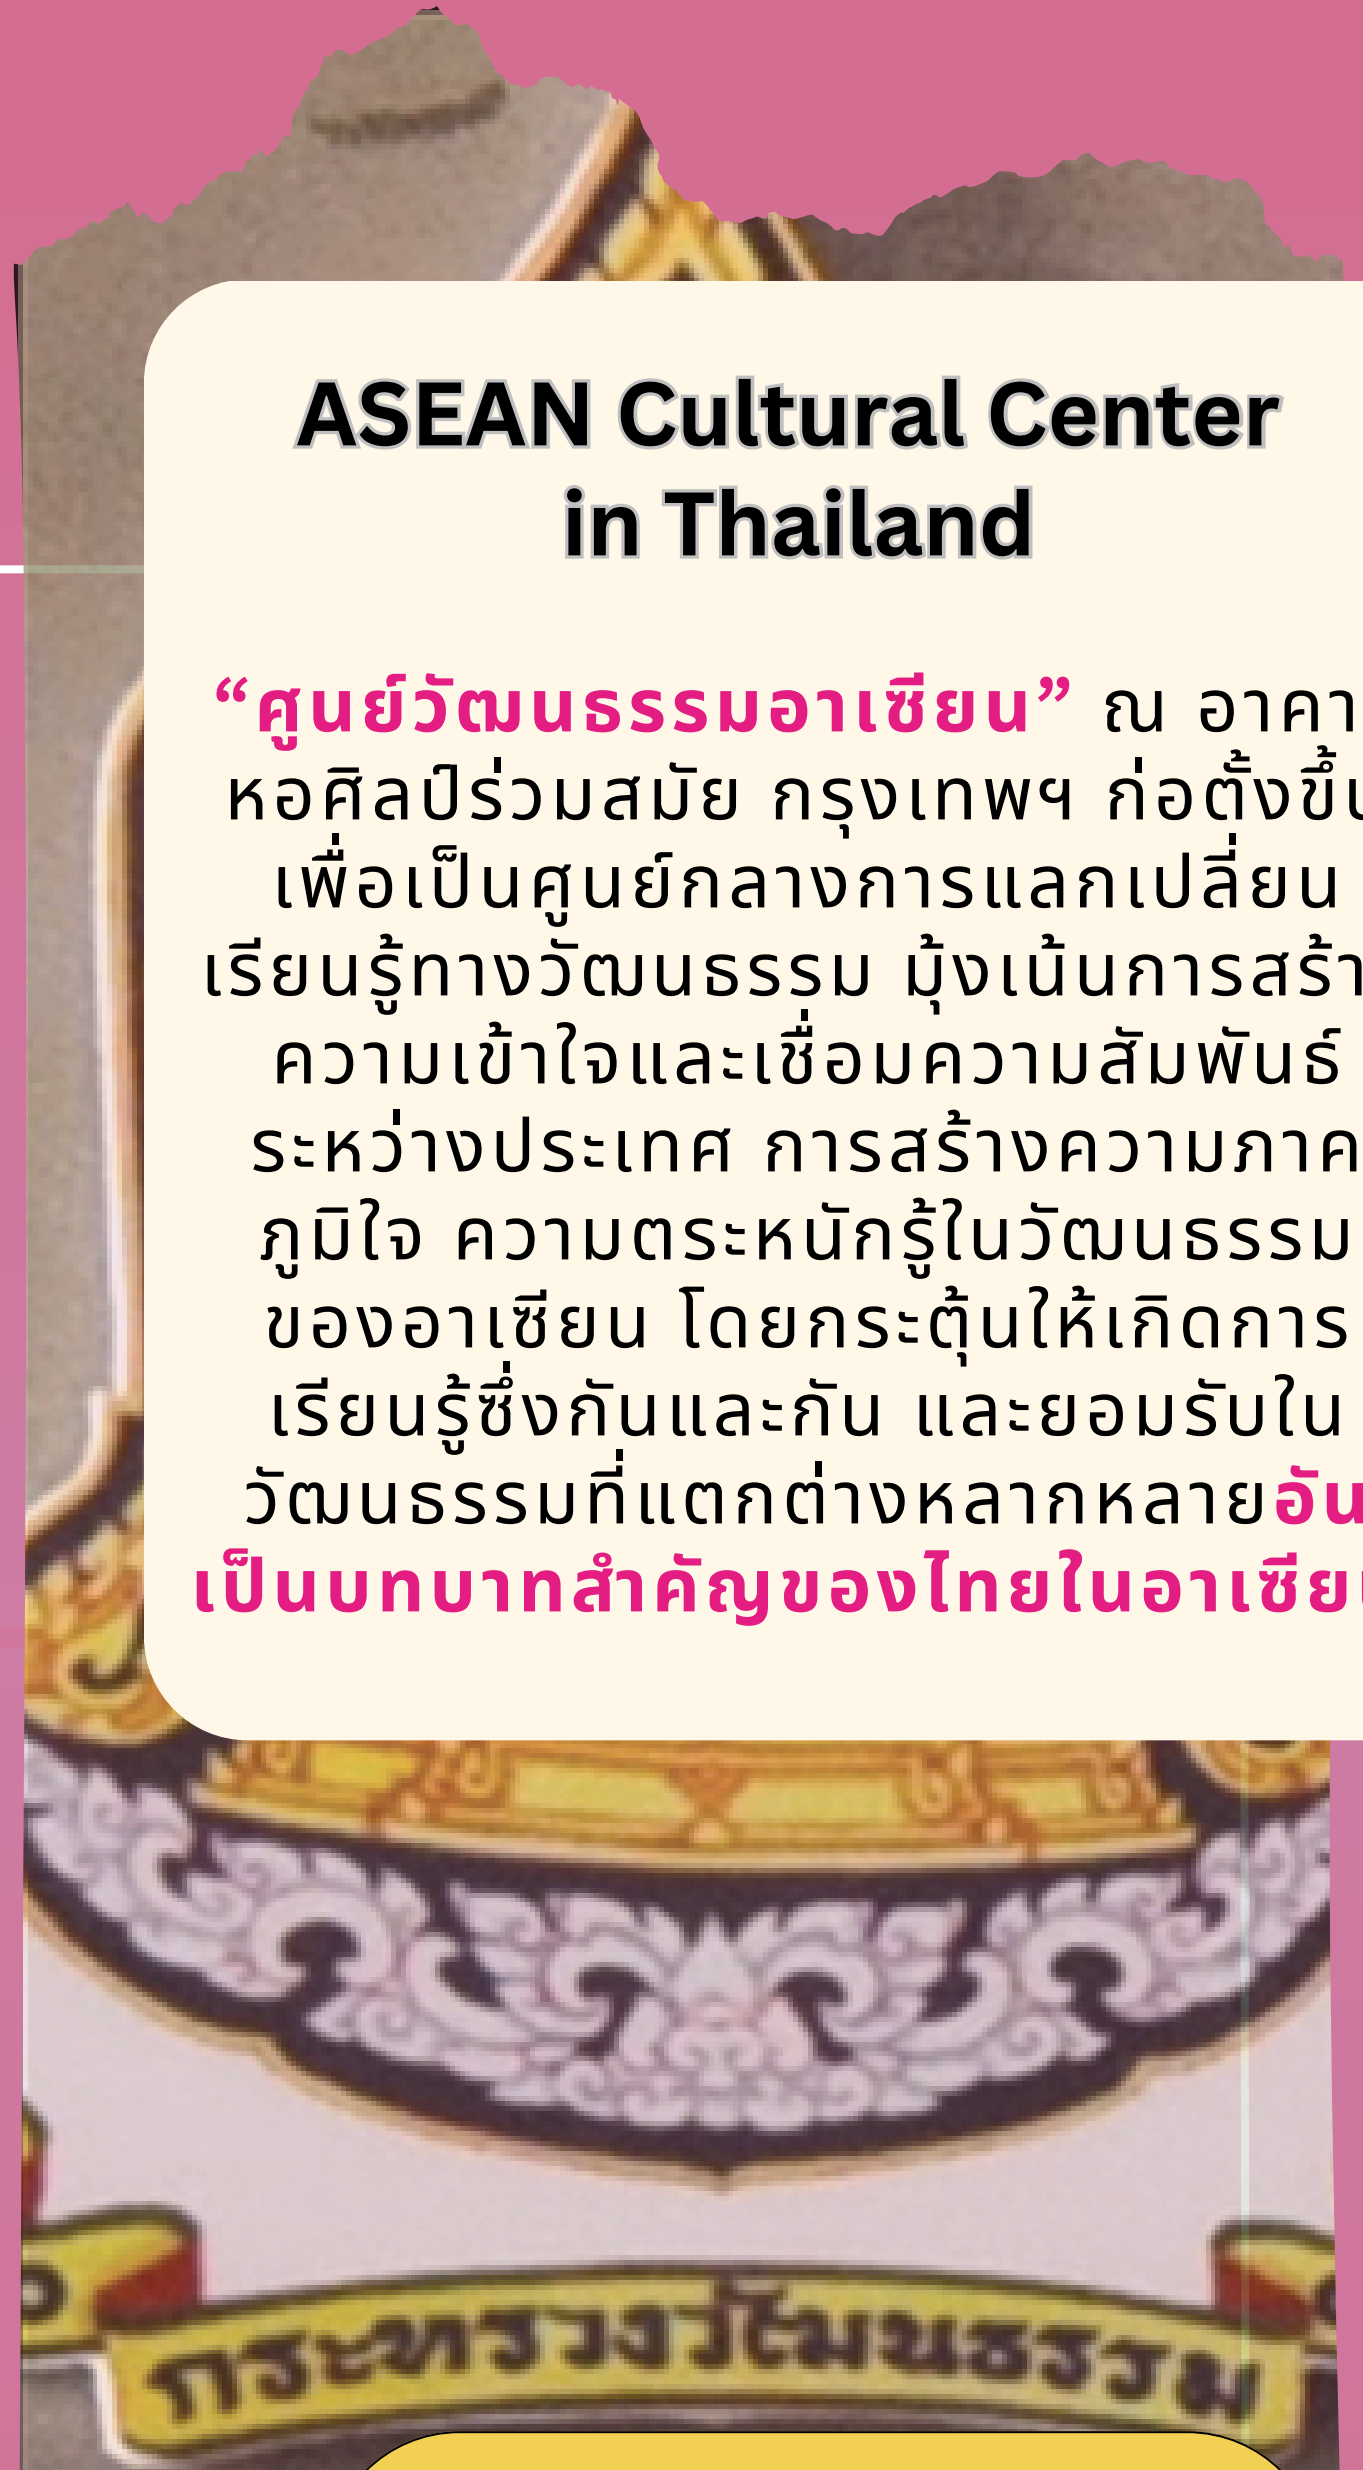 ASEAN Cultural Center
in Thailand
“ศูนย์วัฒนธรรมอาเซียน” ณ อาคา
หอศิลป์ร่วมสมัย กรุงเทพฯ ก่อตั้งขึ้น
เพื่อเป็นศูนย์กลางการแลกเปลี่ยน
เรียนรู้ทางวัฒนธรรม มุ้งเน้นการสร้า
ความเข้าใจและเชื่อมความสัมพันธ์
ระหว่างประเทศ การสร้างความภาค
ภูมิใจ ความตระหนักรู้ในวัฒนธรรม
ของอาเซียน โดยกระตุ้นให้เกิดการ
เรียนรู้ซึ่งกันและกัน และยอมรับใน
วัฒนธรรมที่แตกต่างหลากหลายอัน
เป็นบทบาทสำคัญของไทยในอาเซียน
กระทรวงวัฒนธรรม